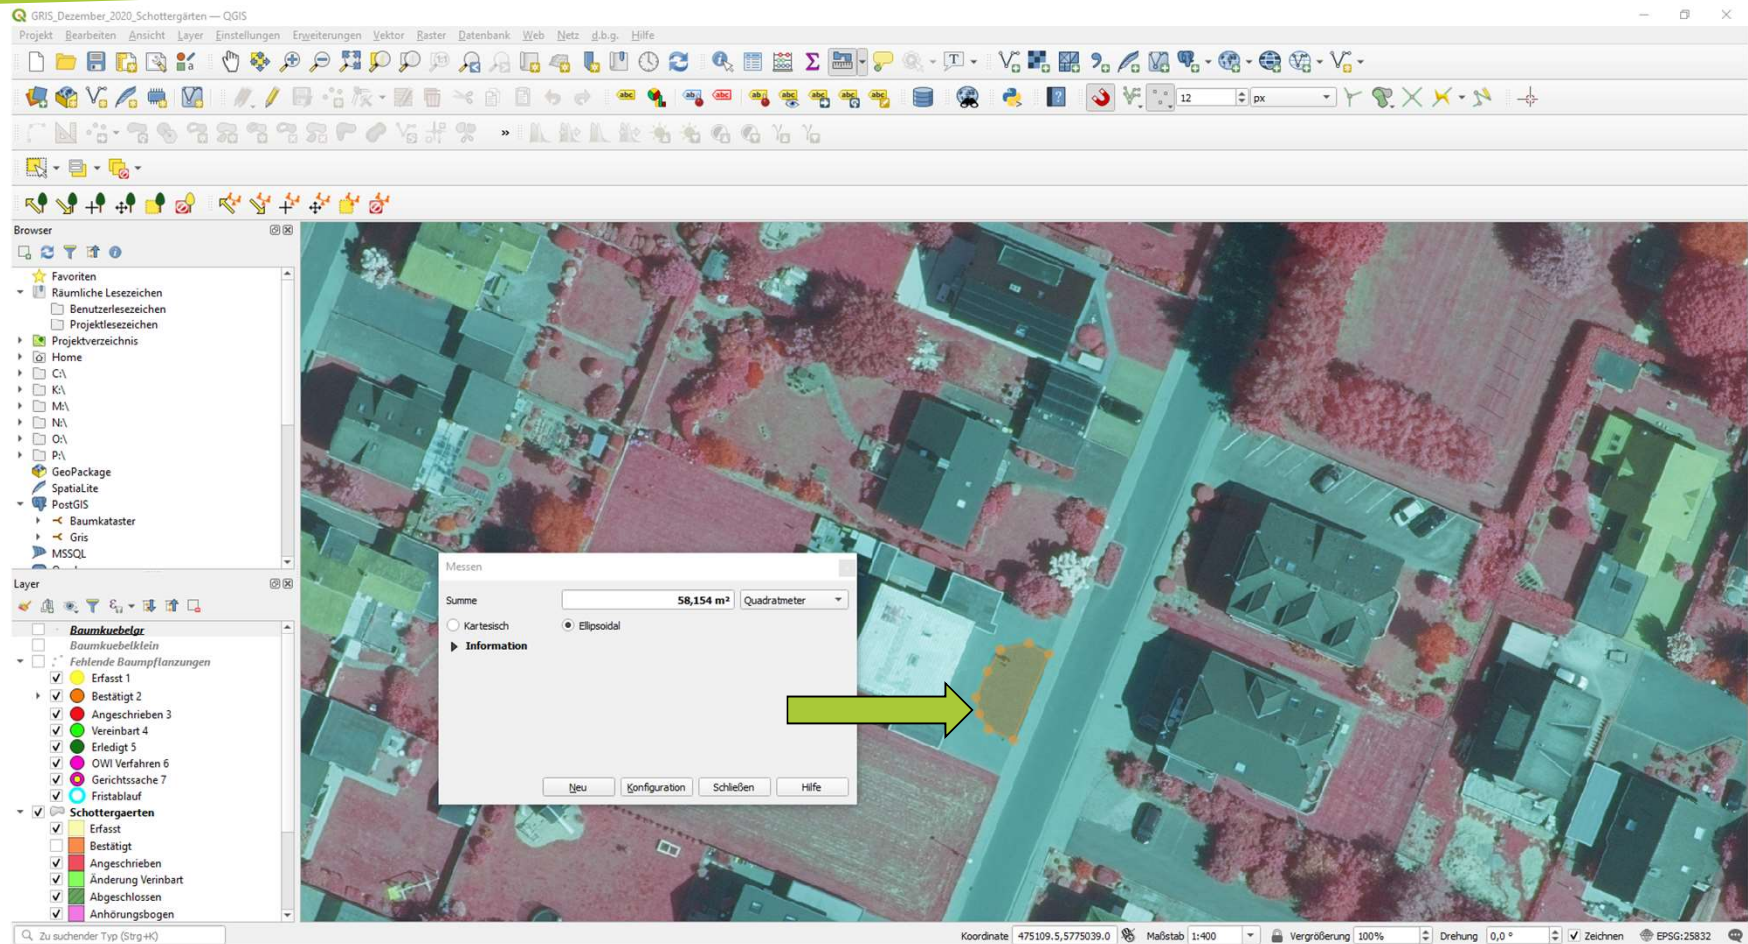 GRIS_Dezember_2020_Schottergärten — QGIS
Projekt Bearbeiten Ansicht Layer Einstellungen Erweiterungen Vektor Raster Datenbank Web Netz d.b.g. Hilfe
12 px
Browser
Favoriten
Räumliche Lesezeichen
Benutzerlesezeichen
Projektlesezeichen
Projektverzeichnis
Home
C:\
K:\
M:\
N:\
O:\
P:\
GeoPackage
SpatiaLite
PostGIS
Baumkataster
Gris
MSSQL
Layer
Baumkuebelgr
Baumkuebelklein
Fehlende Baumpflanzungen
Erfasst 1
Bestätigt 2
Angeschrieben 3
Vereinbart 4
Erledigt 5
OWI Verfahren 6
Gerichtssache 7
Fristablauf
Schottergaerten
Erfasst
Bestätigt
Angeschrieben
Änderung Verinbart
Abgeschlossen
Anhörungsbogen
Messen
Summe 58,154 m² Quadratmeter
Kartesisch Ellipsoidal
Information
Neu Konfiguration Schließen Hilfe
Zu suchender Typ (Strg+K) Koordinate 475109.5,5775039.0 Maßstab 1:400 Vergrößerung 100% Drehung 0,0 ° Zeichnen EPSG:25832